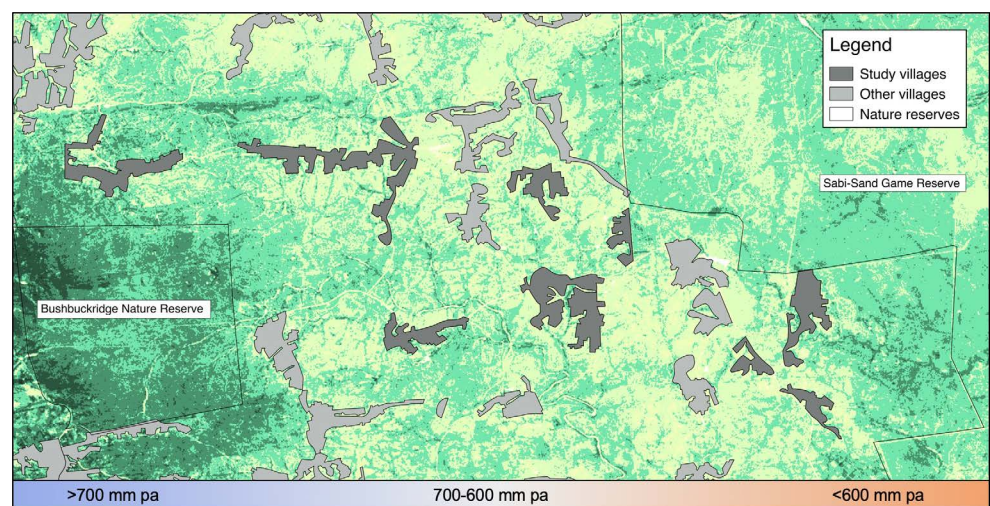 Legend
Study villages
Other villages
Nature reserves
Sabi-Sand Game Reserve
Bushbuckridge Nature Reserve
>700 mm pa
700-600 mm pa
<600 mm pa